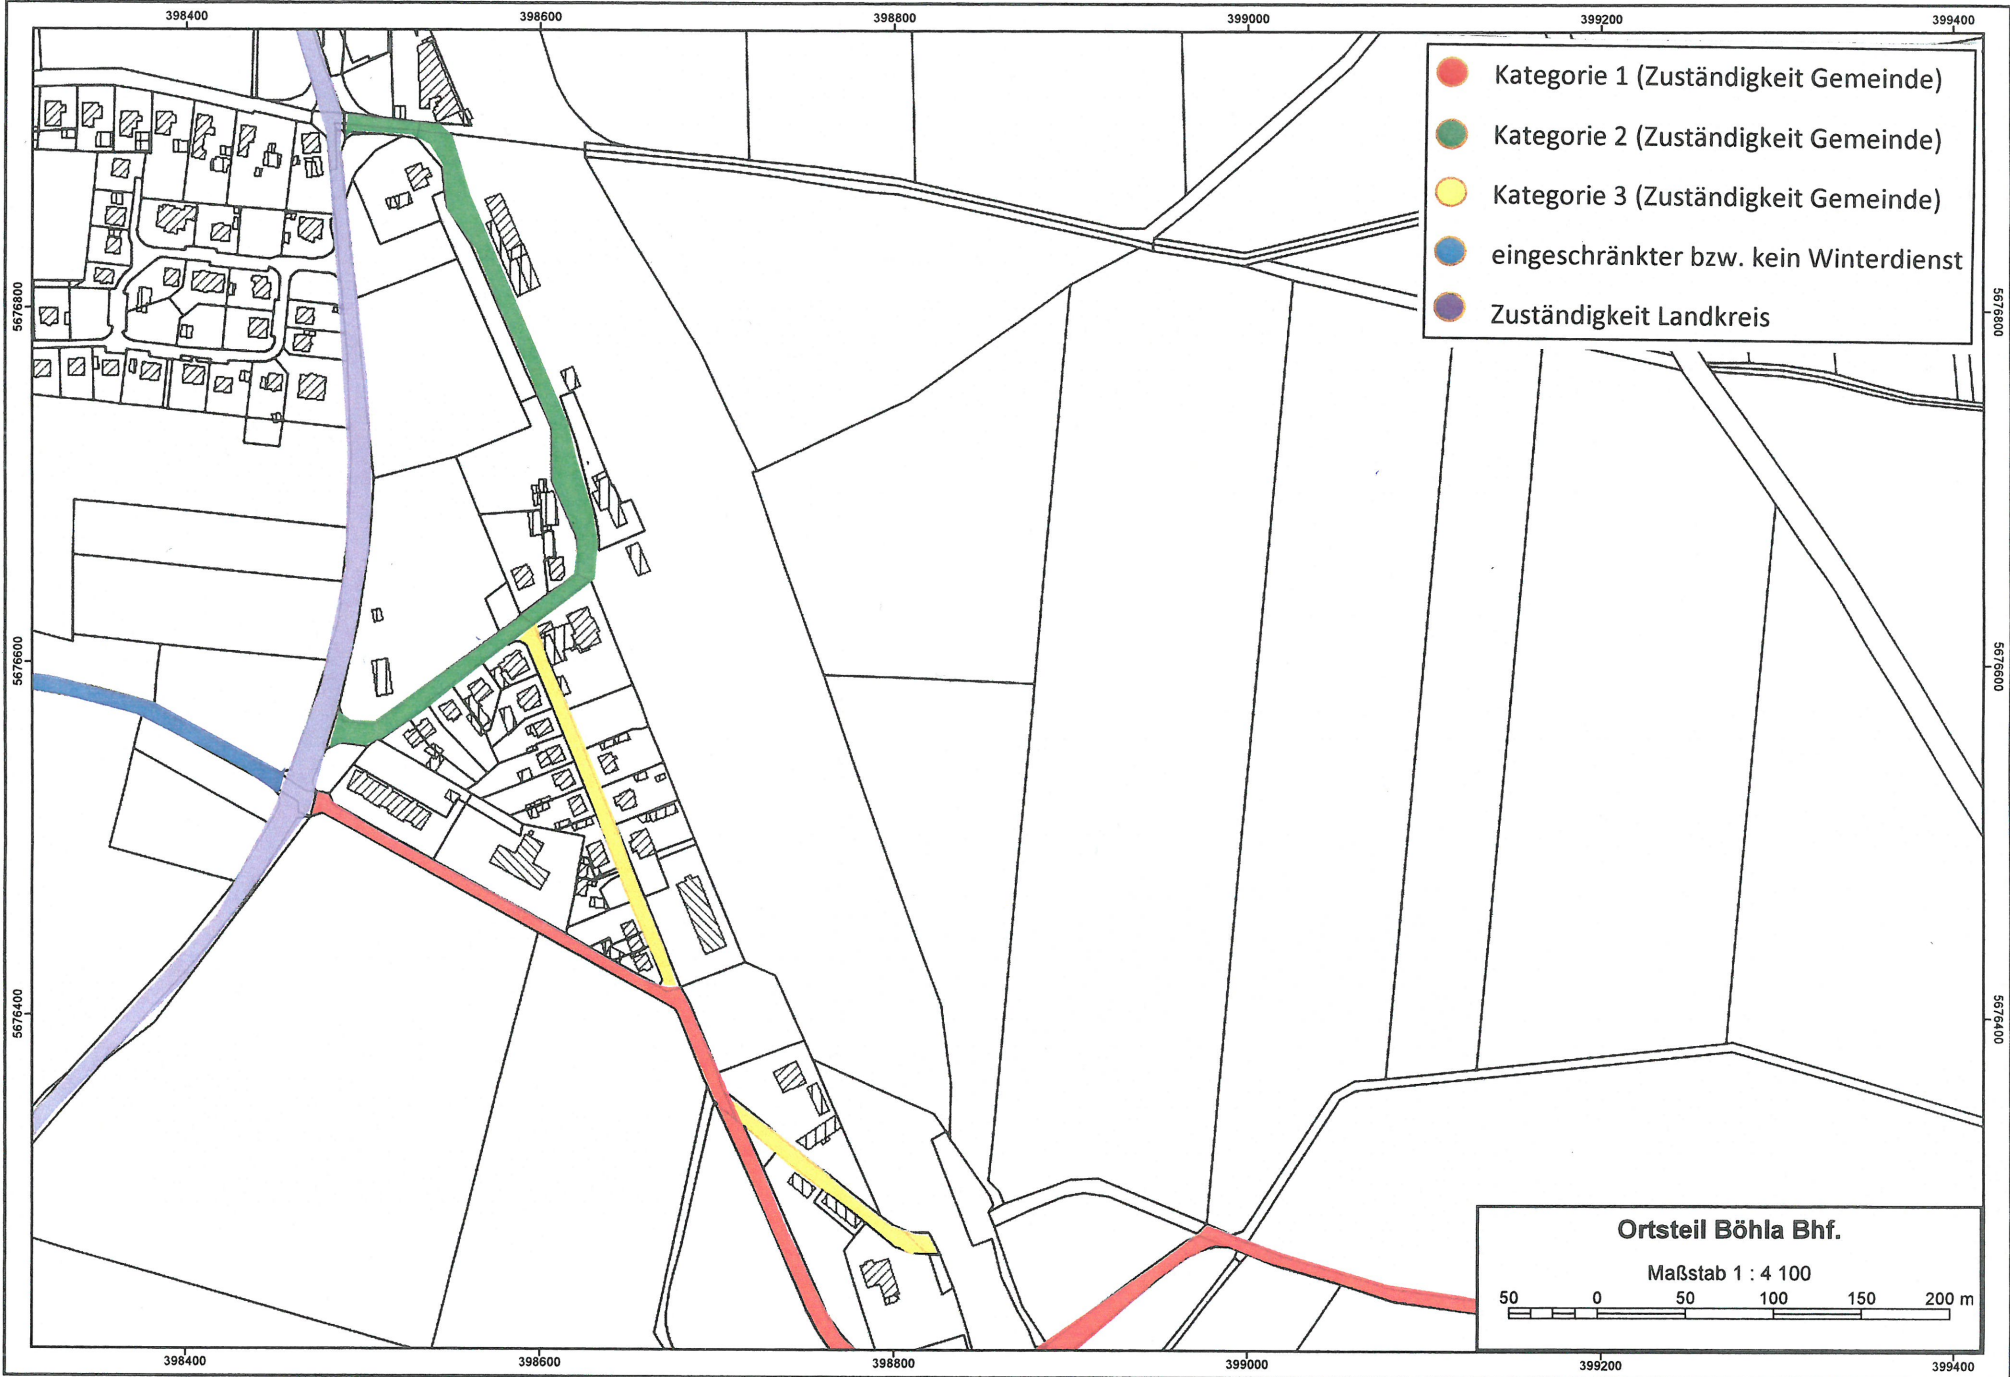 398400 398600 398800 399000 399200 399400
Kategorie 1 (Zuständigkeit Gemeinde)
Kategorie 2 (Zuständigkeit Gemeinde)
Kategorie 3 (Zuständigkeit Gemeinde)
eingeschränkter bzw. kein Winterdienst
Zuständigkeit Landkreis
5676800
5676800
5676600
5676600
5676400
5676400
Ortsteil Böhla Bhf.
Maßstab 1 : 4 100
50 0 50 100 150 200 m
398400 398600 398800 399000 399200 399400